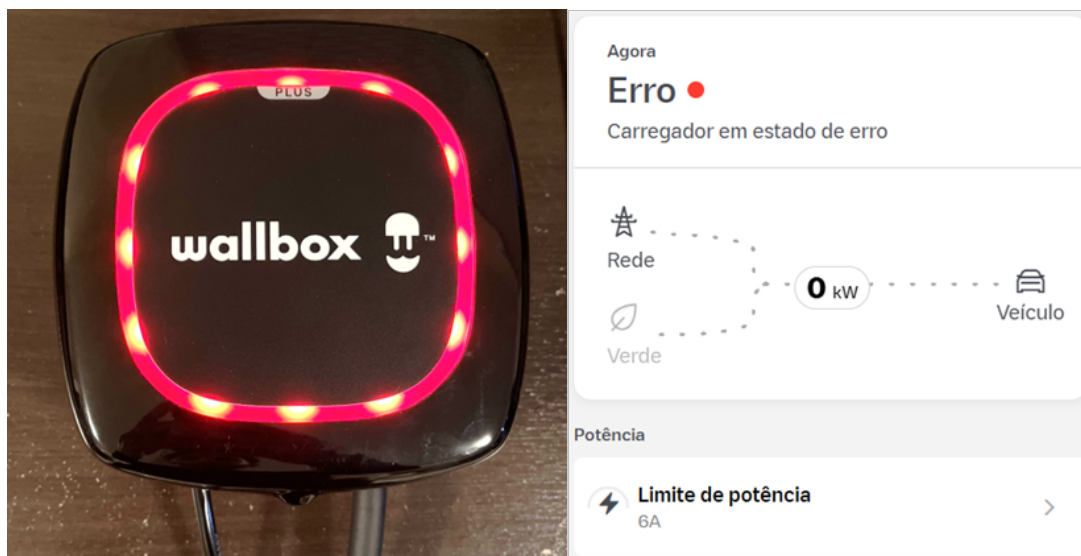 PLUS
wallbox ™
Agora
Erro
Carregador em estado de erro
Rede
0 kW
Veículo
Verde
Potência
Limite de potência
6A